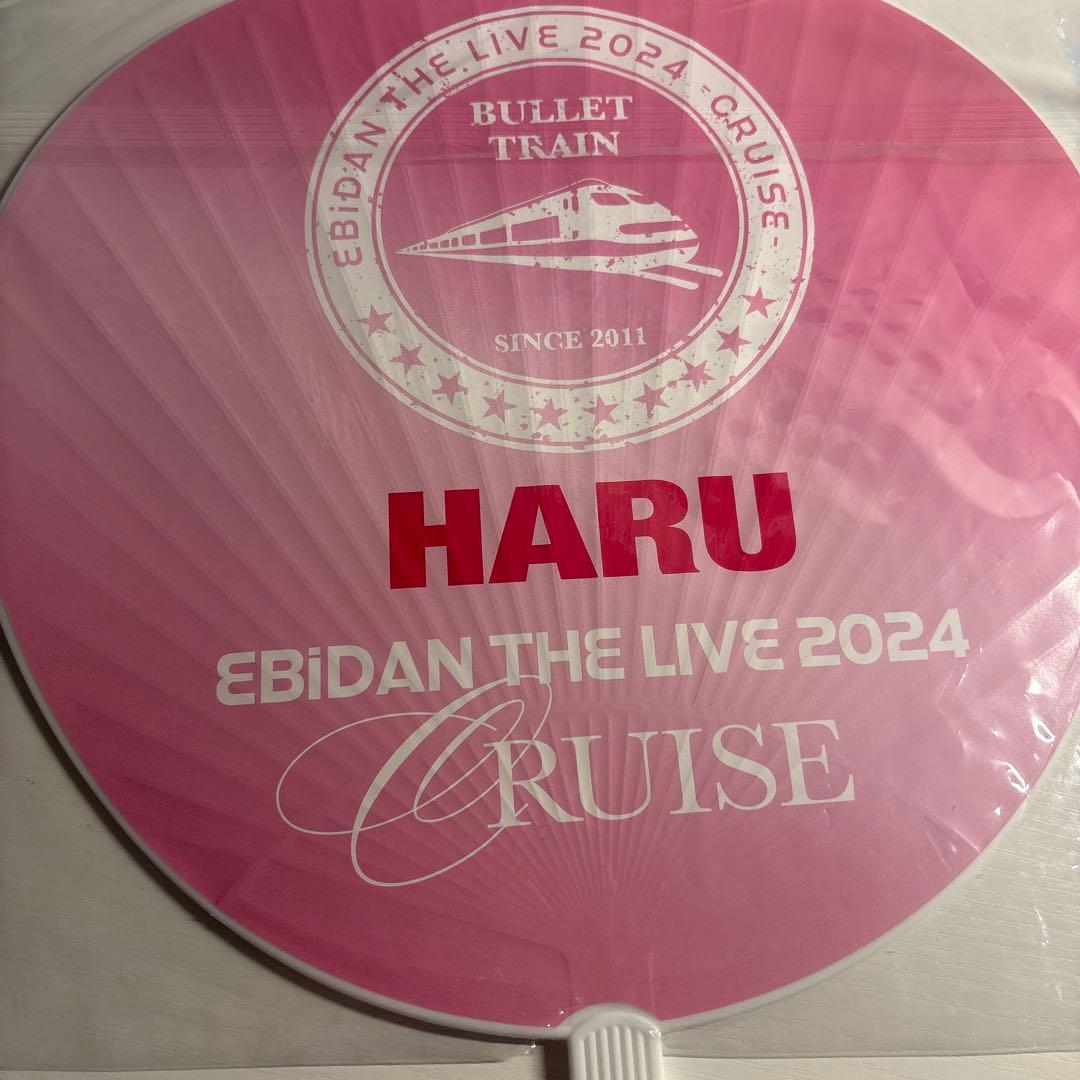 EBiDAN THE LIVE 2024 -CRUISE-
BULLET
TRAIN
SINCE 2011
HARU
EBiDAN THE LIVE 2024
CRUISE